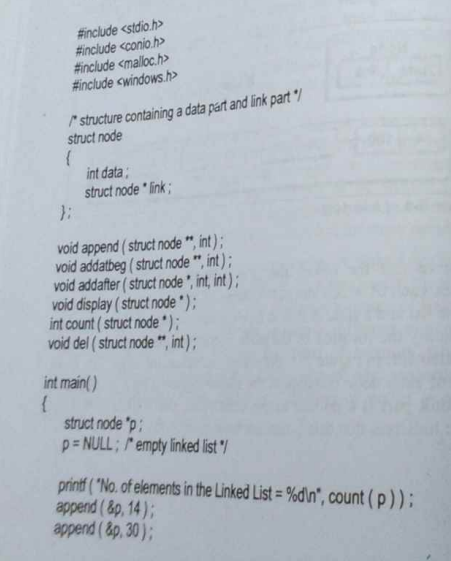 #include <stdio.h>
#include <conio.h>
#include <malloc.h>
#include <windows.h>
/* structure containing a data part and link part */
struct node
{
int data ;
struct node * link ;
} ;
void append ( struct node **, int ) ;
void addatbeg ( struct node **, int ) ;
void addafter ( struct node *, int, int ) ;
void display ( struct node * ) ;
int count ( struct node * ) ;
void del ( struct node **, int ) ;
int main( )
{
struct node *p ;
p = NULL ; /* empty linked list */
printf ( "No. of elements in the Linked List = %d\n", count ( p ) ) ;
append ( &p, 14 ) ;
append ( &p, 30 ) ;